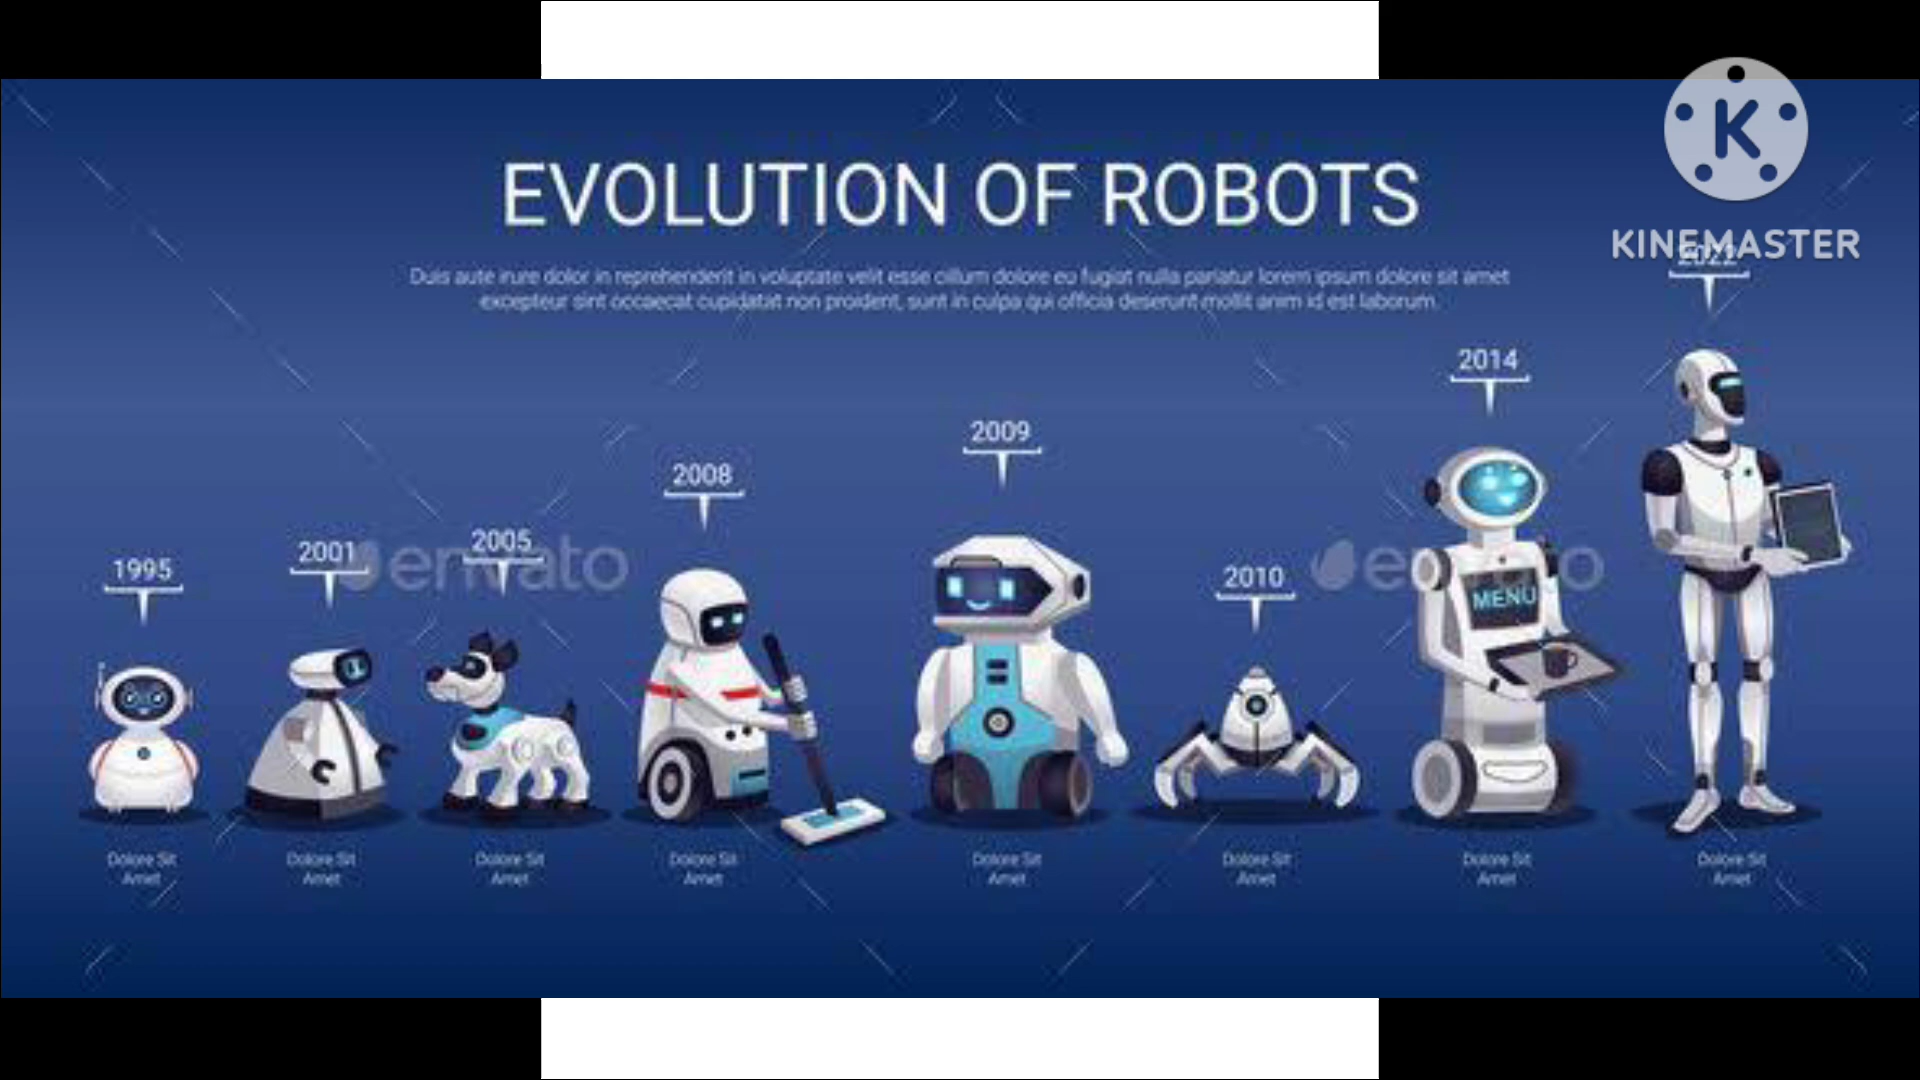 K
KINEMASTER
EVOLUTION OF ROBOTS
Duis aute irure dolor in reprehenderit in voluptate velit esse cillum dolore eu fugiat nulla pariatur lorem ipsum dolore sit amet
excepteur sint occaecat cupidatat non proident, sunt in culpa qui officia deserunt mollit anim id est laborum.
1995
2001
2005
2008
2009
2010
2014
2022
envato
envato
MENU
Dolore Sit
Amet
Dolore Sit
Amet
Dolore Sit
Amet
Dolore Sit
Amet
Dolore Sit
Amet
Dolore Sit
Amet
Dolore Sit
Amet
Dolore Sit
Amet